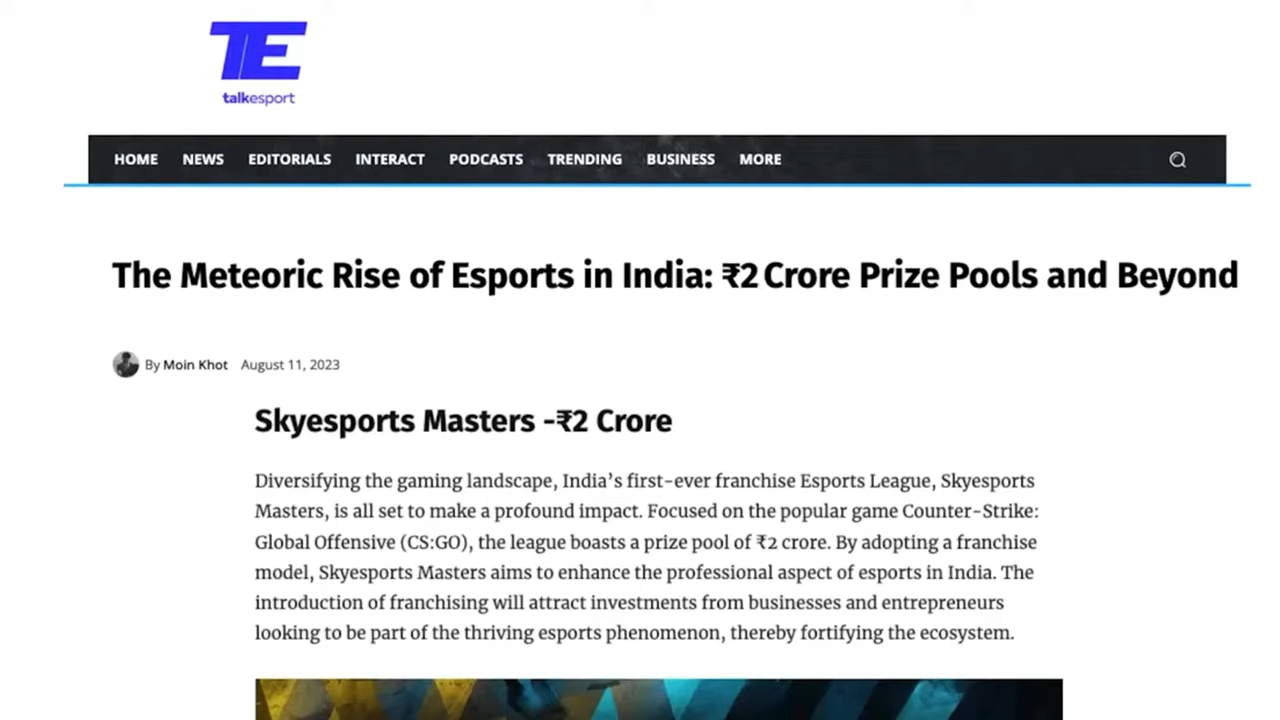 TE
talkesport
HOME NEWS EDITORIALS INTERACT PODCASTS TRENDING BUSINESS MORE
The Meteoric Rise of Esports in India: ₹2 Crore Prize Pools and Beyond
By Moin Khot August 11, 2023
Skyesports Masters -₹2 Crore
Diversifying the gaming landscape, India’s first-ever franchise Esports League, Skyesports
Masters, is all set to make a profound impact. Focused on the popular game Counter-Strike:
Global Offensive (CS:GO), the league boasts a prize pool of ₹2 crore. By adopting a franchise
model, Skyesports Masters aims to enhance the professional aspect of esports in India. The
introduction of franchising will attract investments from businesses and entrepreneurs
looking to be part of the thriving esports phenomenon, thereby fortifying the ecosystem.